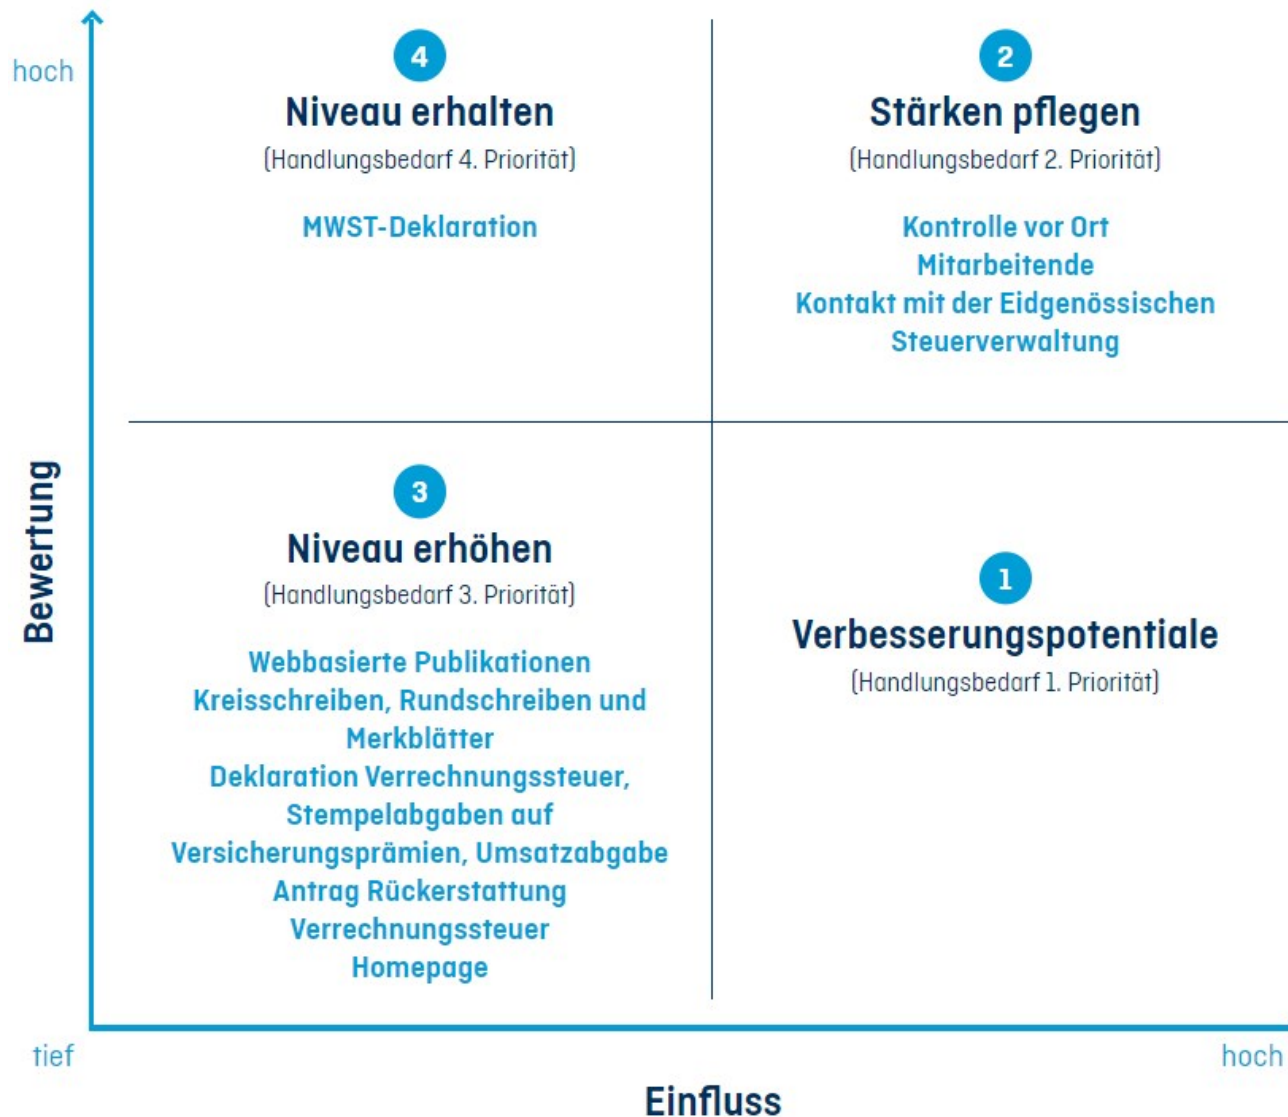 hoch
4
Niveau erhalten
(Handlungsbedarf 4. Priorität)
MWST-Deklaration
2
Stärken pflegen
(Handlungsbedarf 2. Priorität)
Kontrolle vor Ort
Mitarbeitende
Kontakt mit der Eidgenössischen
Steuerverwaltung
Bewertung
3
Niveau erhöhen
(Handlungsbedarf 3. Priorität)
Webbasierte Publikationen
Kreisschreiben, Rundschreiben und
Merkblätter
Deklaration Verrechnungssteuer,
Stempelabgaben auf
Versicherungsprämien, Umsatzabgabe
Antrag Rückerstattung
Verrechnungssteuer
Homepage
1
Verbesserungspotentiale
(Handlungsbedarf 1. Priorität)
tief
hoch
Einfluss